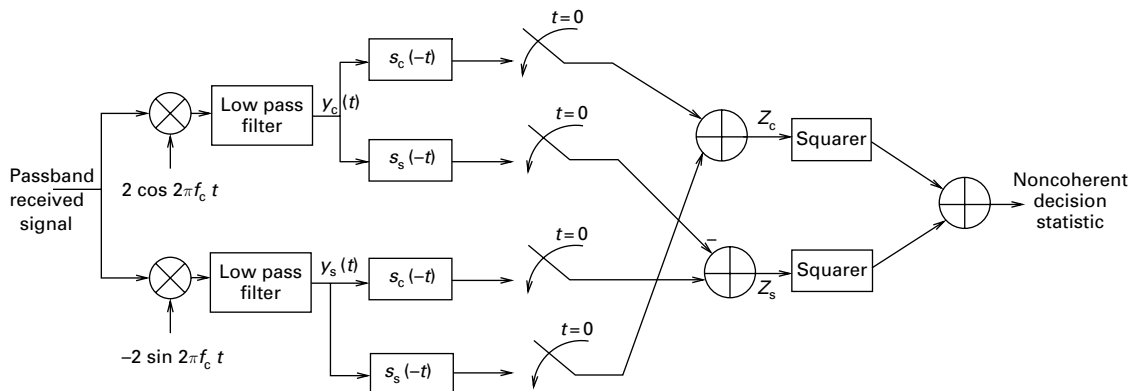 t=0
s_c(-t)
Low pass
filter
y_c(t)
t=0
Z_c
Squarer
s_s(-t)
Passband
received
signal
2 cos 2πf_c t
Noncoherent
decision
statistic
t=0
–
Low pass
filter
y_s(t)
s_c(-t)
Squarer
Z_s
t=0
–2 sin 2πf_c t
s_s(-t)